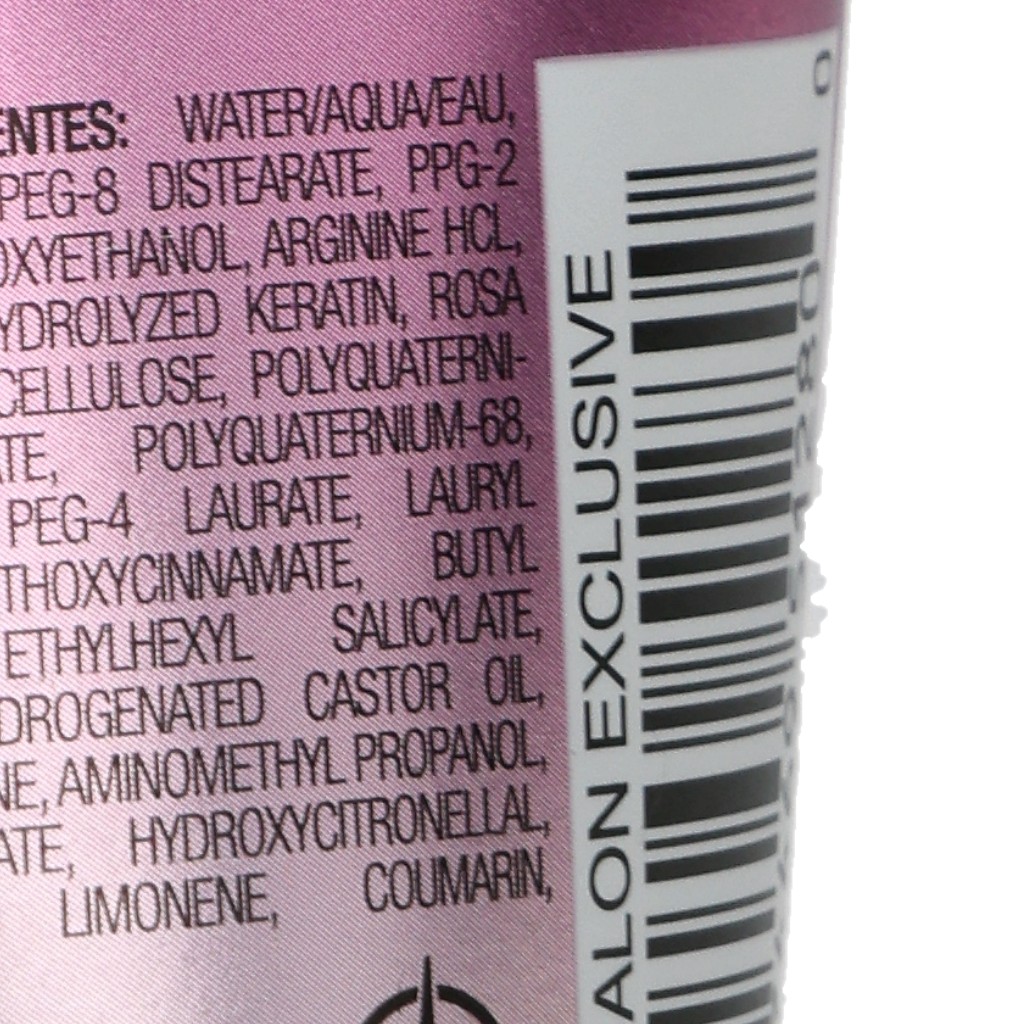 ENTES: WATER/AQUA/EAU,
PEG-8 DISTEARATE, PPG-2
OXYETHANOL, ARGININE HCL,
YDROLYZED KERATIN, ROSA
CELLULOSE, POLYQUATERNI-
TE, POLYQUATERNIUM-68,
PEG-4 LAURATE, LAURYL
THOXYCINNAMATE, BUTYL
ETHYLHEXYL SALICYLATE,
DROGENATED CASTOR OIL,
NE, AMINOMETHYL PROPANOL,
ATE, HYDROXYCITRONELLAL,
LIMONENE, COUMARIN,
ALON EXCLUSIVE
0